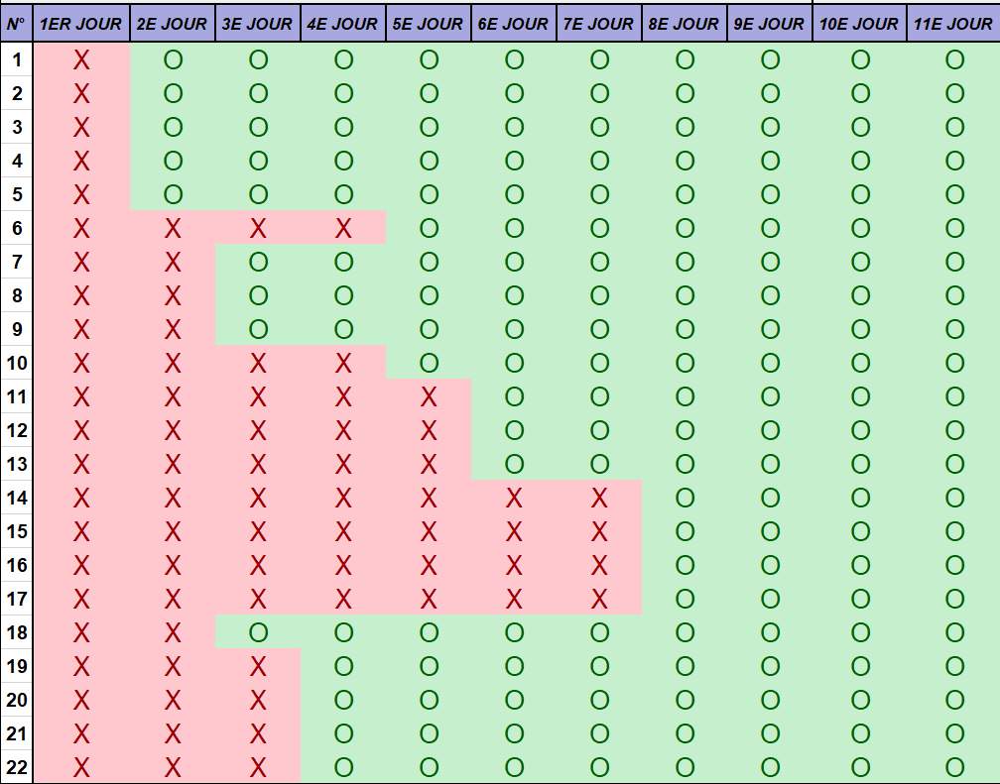 N° 1ER JOUR 2E JOUR 3E JOUR 4E JOUR 5E JOUR 6E JOUR 7E JOUR 8E JOUR 9E JOUR 10E JOUR 11E JOUR
1 X O O O O O O O O O O
2 X O O O O O O O O O O
3 X O O O O O O O O O O
4 X O O O O O O O O O O
5 X O O O O O O O O O O
6 X X X X O O O O O O O
7 X X O O O O O O O O O
8 X X O O O O O O O O O
9 X X O O O O O O O O O
10 X X X X O O O O O O O
11 X X X X X O O O O O O
12 X X X X X O O O O O O
13 X X X X X O O O O O O
14 X X X X X X X O O O O
15 X X X X X X X O O O O
16 X X X X X X X O O O O
17 X X X X X X X O O O O
18 X X O O O O O O O O O
19 X X X O O O O O O O O
20 X X X O O O O O O O O
21 X X X O O O O O O O O
22 X X X O O O O O O O O